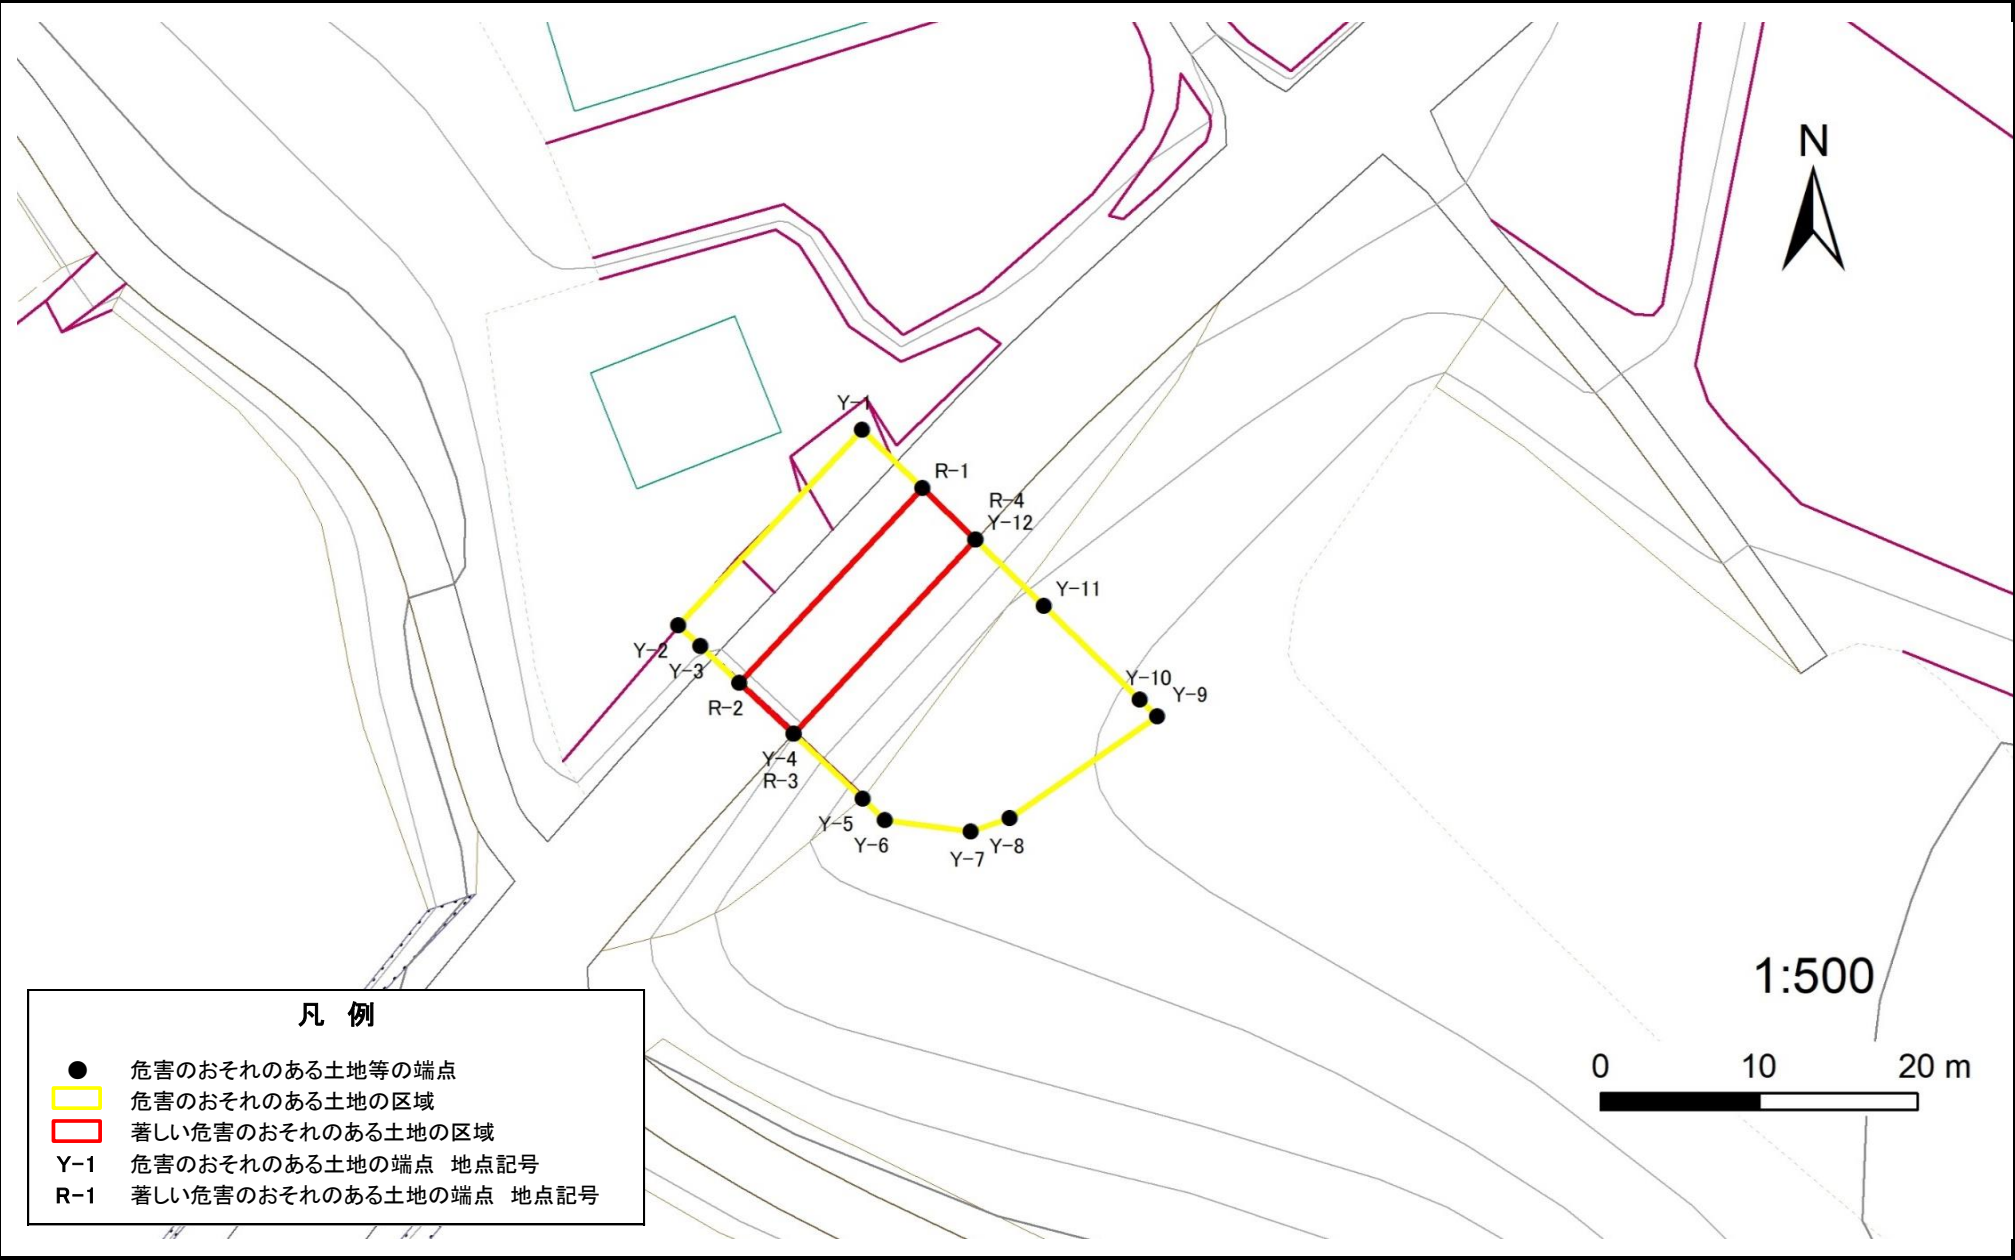 N
Y-1
R-1
R-4
Y-12
Y-11
Y-2
Y-3
R-2
Y-10
Y-9
Y-4
R-3
Y-5
Y-6
Y-7
Y-8
1:500
0 10 20 m
凡 例
危害のおそれのある土地等の端点
危害のおそれのある土地の区域
著しい危害のおそれのある土地の区域
Y-1 危害のおそれのある土地の端点 地点記号
R-1 著しい危害のおそれのある土地の端点 地点記号